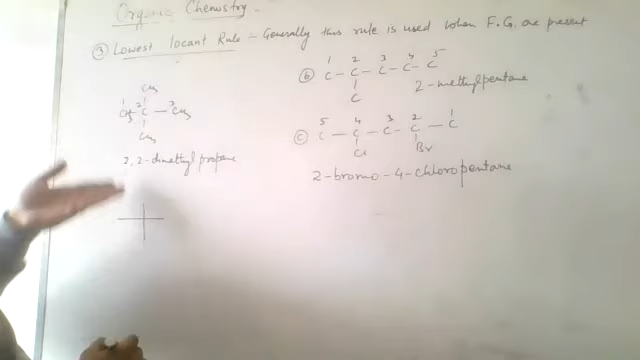 Organic Chemistry.
③ Lowest locant Rule - Generally this rule is used when F.G. are present
CH₃
1 2 3
CH₃ - C - CH₃
CH₃
2, 2-dimethyl propane
ⓑ 1 2 3 4 5
C - C - C - C - C
C
2-methylpentane
ⓒ 5 4 3 2 1
C - C - C - C - C
Cl Br
2-bromo-4-chloropentane